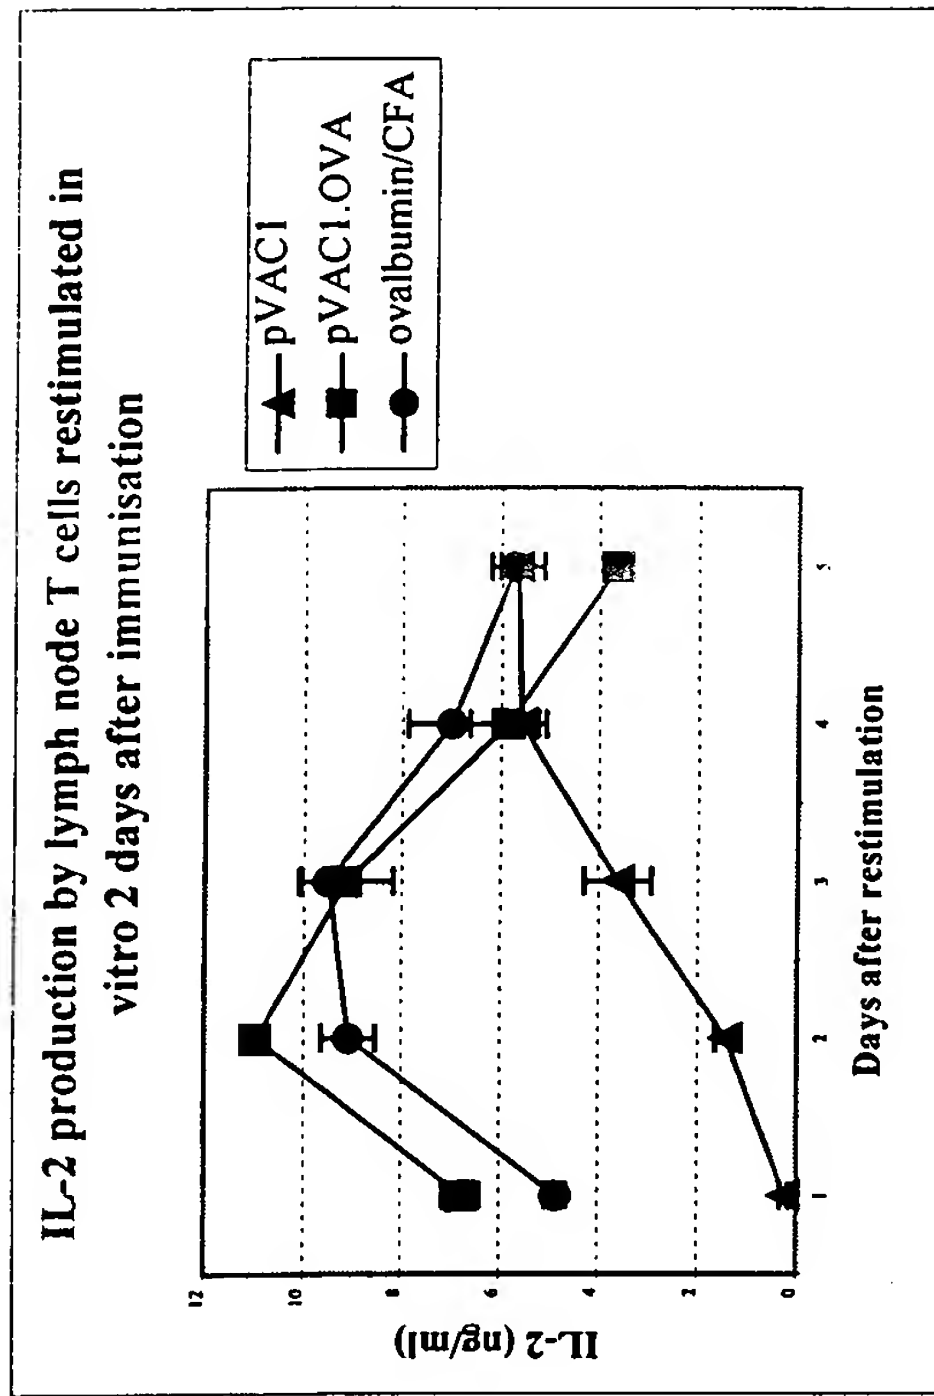 IL-2 production by lymph node T cells restimulated in
vitro 2 days after immunisation
pVAC1
pVAC1.OVA
ovalbumin/CFA
IL-2 (ng/ml)
12
10
8
6
4
2
0
1
2
3
4
5
Days after restimulation